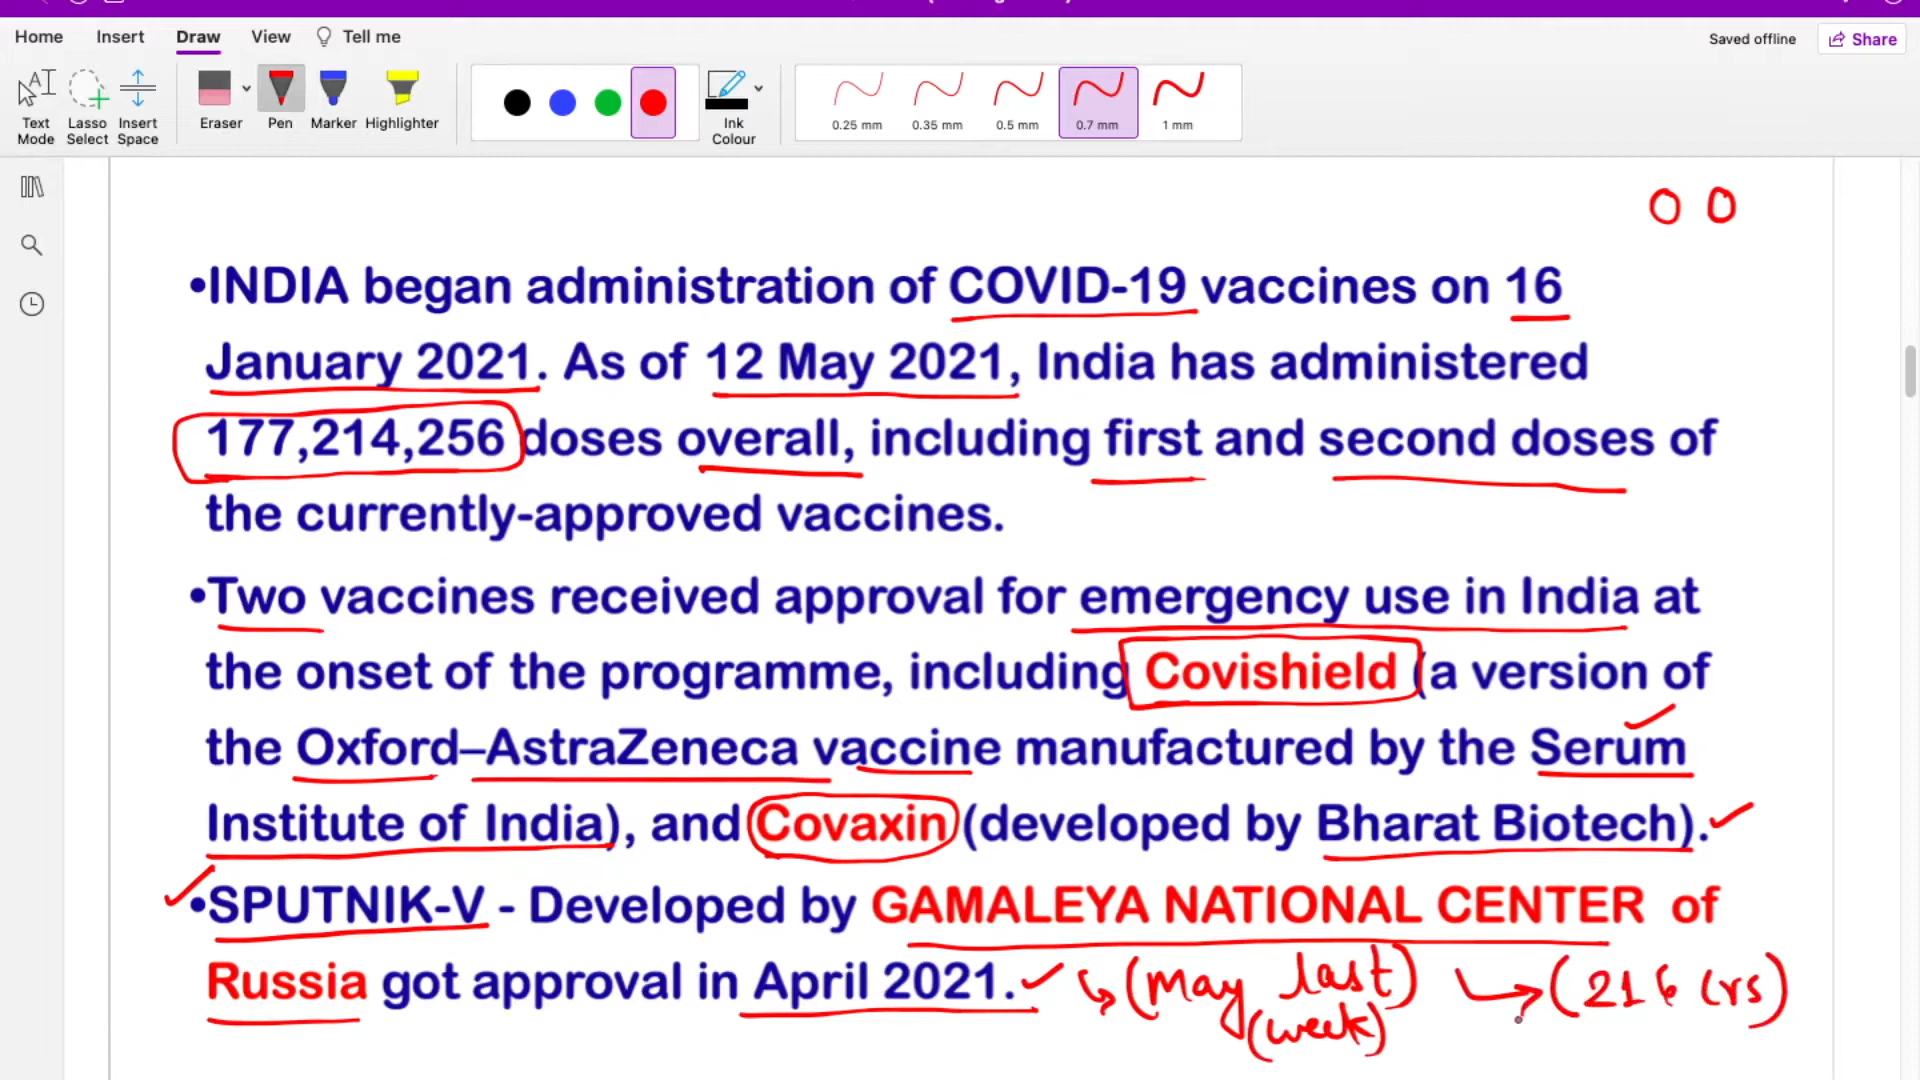 Home Insert Draw View Tell me
Saved offline Share
Text Mode
Lasso Select
Insert Space
Eraser
Pen
Marker
Highlighter
Ink Colour
0.25 mm 0.35 mm 0.5 mm 0.7 mm 1 mm
0 0
•INDIA began administration of COVID-19 vaccines on 16
January 2021. As of 12 May 2021, India has administered
177,214,256 doses overall, including first and second doses of
the currently-approved vaccines.
•Two vaccines received approval for emergency use in India at
the onset of the programme, including Covishield (a version of
the Oxford–AstraZeneca vaccine manufactured by the Serum
Institute of India), and Covaxin (developed by Bharat Biotech).
•SPUTNIK-V - Developed by GAMALEYA NATIONAL CENTER of
Russia got approval in April 2021. (May last) (216 crs)
(week)